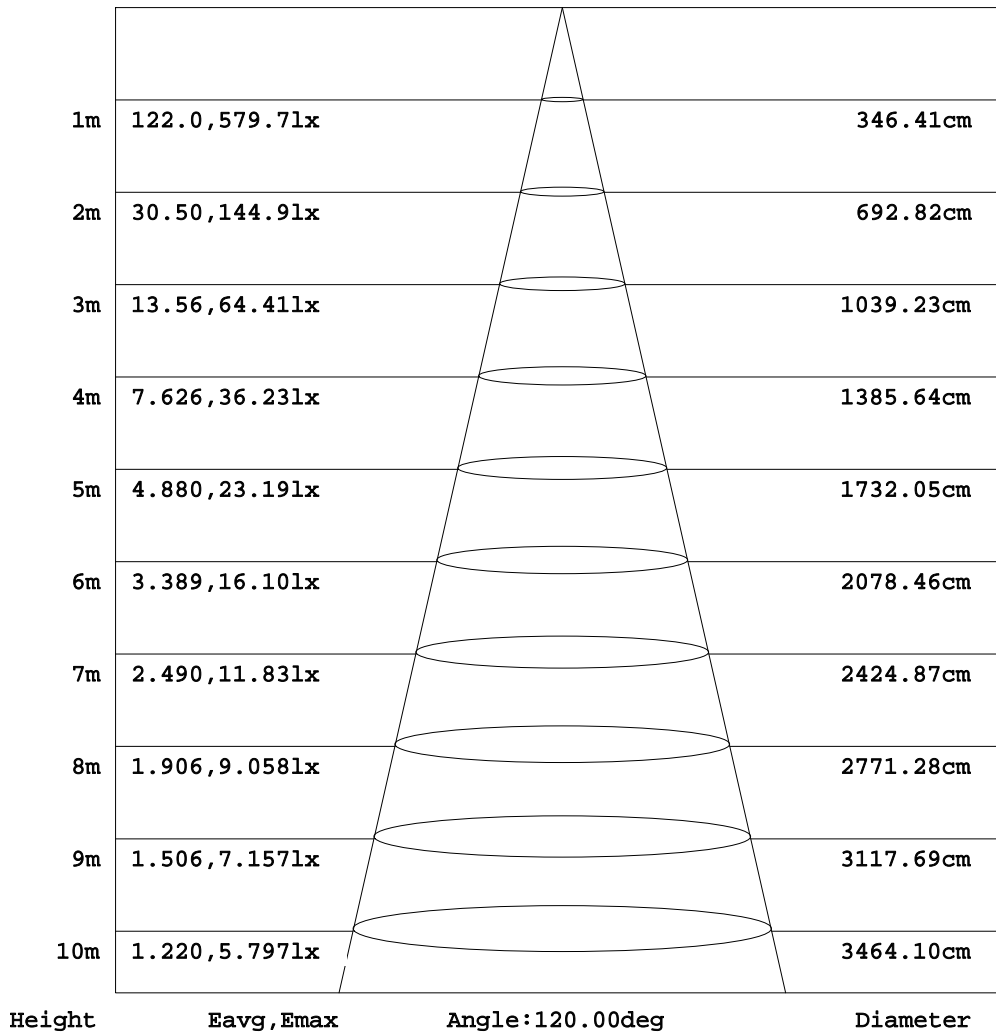 1m 122.0,579.7lx 346.41cm
2m 30.50,144.9lx 692.82cm
3m 13.56,64.41lx 1039.23cm
4m 7.626,36.23lx 1385.64cm
5m 4.880,23.19lx 1732.05cm
6m 3.389,16.10lx 2078.46cm
7m 2.490,11.83lx 2424.87cm
8m 1.906,9.058lx 2771.28cm
9m 1.506,7.157lx 3117.69cm
10m 1.220,5.797lx 3464.10cm
Height Eavg,Emax Angle:120.00deg Diameter